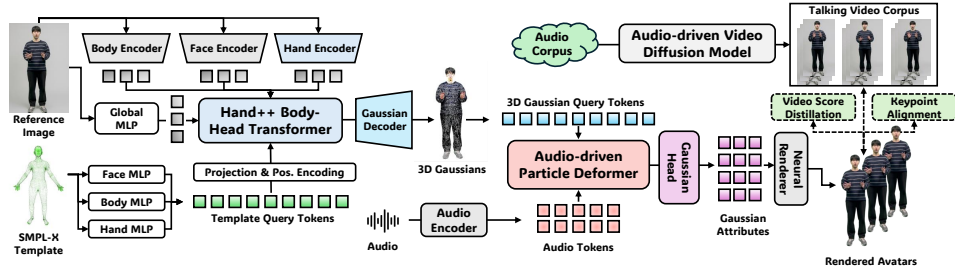 Body Encoder
Face Encoder
Hand Encoder
Reference
Image
Global
MLP
Hand++ Body-
Head Transformer
Gaussian
Decoder
3D Gaussians
Projection & Pos. Encoding
Template Query Tokens
Face MLP
Body MLP
Hand MLP
SMPL-X
Template
Audio
Audio
Encoder
Audio Tokens
Audio
Corpus
Audio-driven Video
Diffusion Model
Talking Video Corpus
3D Gaussian Query Tokens
Audio-driven
Particle Deformer
Gaussian
Head
Gaussian
Attributes
Neural
Renderer
Video Score
Distillation
Keypoint
Alignment
Rendered Avatars